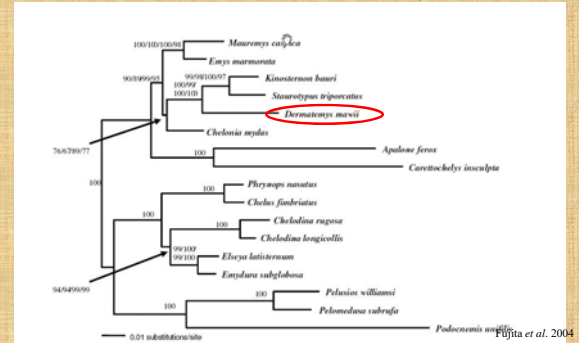 100/100/100/98
Mauremys caspica
Emys marmorata
90/89/99/95
99/98/100/97
Kinosternon bauri
100/99/
100/100
Staurotypus triporcatus
Dermatemys mawii
Chelonia mydas
76/67/89/77
100
Apalone ferox
Carettochelys insculpta
100
100
Phrynops nasutus
Chelus fimbriatus
100
100
Chelodina rugosa
Chelodina longicollis
99/100/
99/100
Elseya latisternum
Emydura subglobosa
94/94/99/99
100
Pelusios williamsi
100
Pelomedusa subrufa
Podocnemis unifilis
0.01 substitutions/site
Fujita et al. 2004